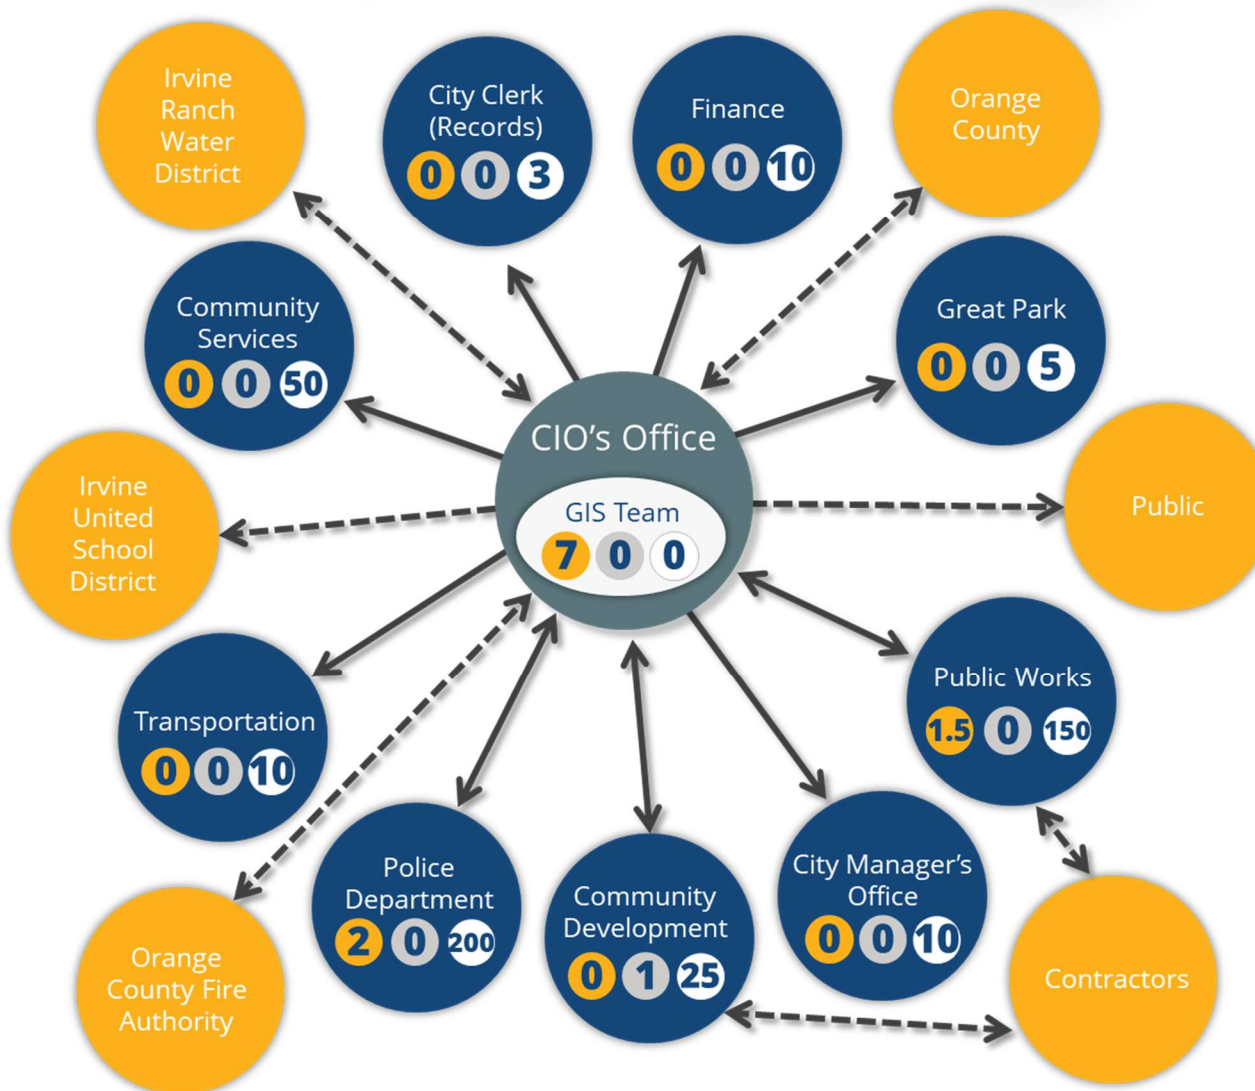 Irvine
Ranch
Water
District
City Clerk
(Records)
0 0 3
Finance
0 0 10
Orange
County
Community
Services
0 0 50
Great Park
0 0 5
CIO's Office
GIS Team
7 0 0
Irvine
United
School
District
Public
Transportation
0 0 10
Public Works
1.5 0 150
Police
Department
2 0 200
Community
Development
0 1 25
City Manager's
Office
0 0 10
Orange
County Fire
Authority
Contractors